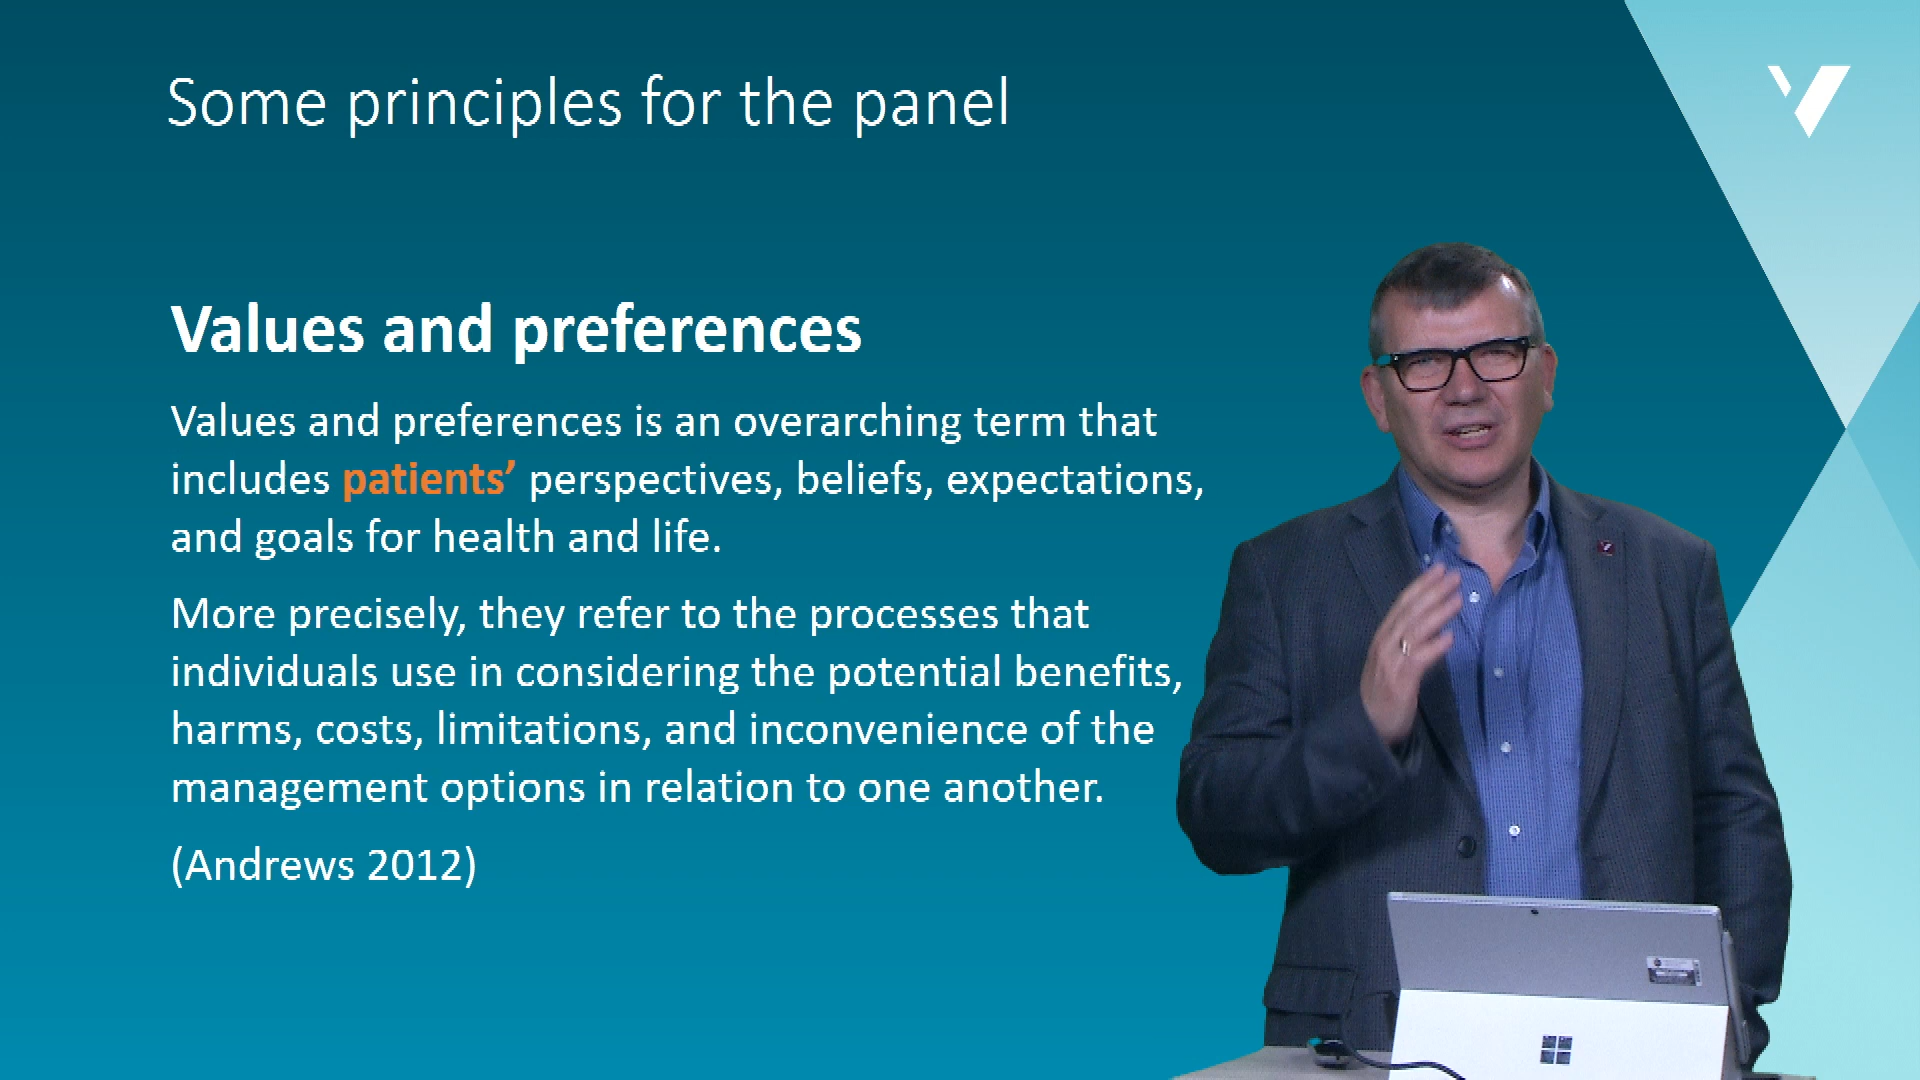 Some principles for the panel
Values and preferences
Values and preferences is an overarching term that
includes patients’ perspectives, beliefs, expectations,
and goals for health and life.
More precisely, they refer to the processes that
individuals use in considering the potential benefits,
harms, costs, limitations, and inconvenience of the
management options in relation to one another.
(Andrews 2012)